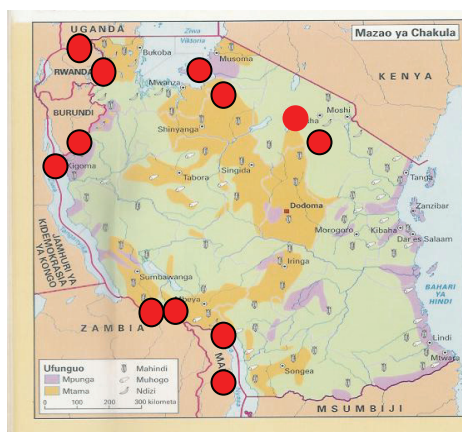 UGANDA
Mazao ya Chakula
Ziwa
Viktoria
Bukoba
Musoma
RWANDA
KENYA
Mwanza
BURUNDI
Moshi
Shinyanga
Kigoma
Singida
Tabora
Tanga
Dodoma
Zanzibar
Morogoro
Kibaha
Dar es Salaam
JAMHURI YA
KIDEMOKRASIA
YA KONGO
Iringa
Sumbawanga
BAHARI
YA
HINDI
ZAMBIA
Lindi
Mtwara
Songea
MSUMBIJI
Ufunguo
Mpunga
Mtama
Mahindi
Muhogo
Ndizi
0 100 200 300 kilometa